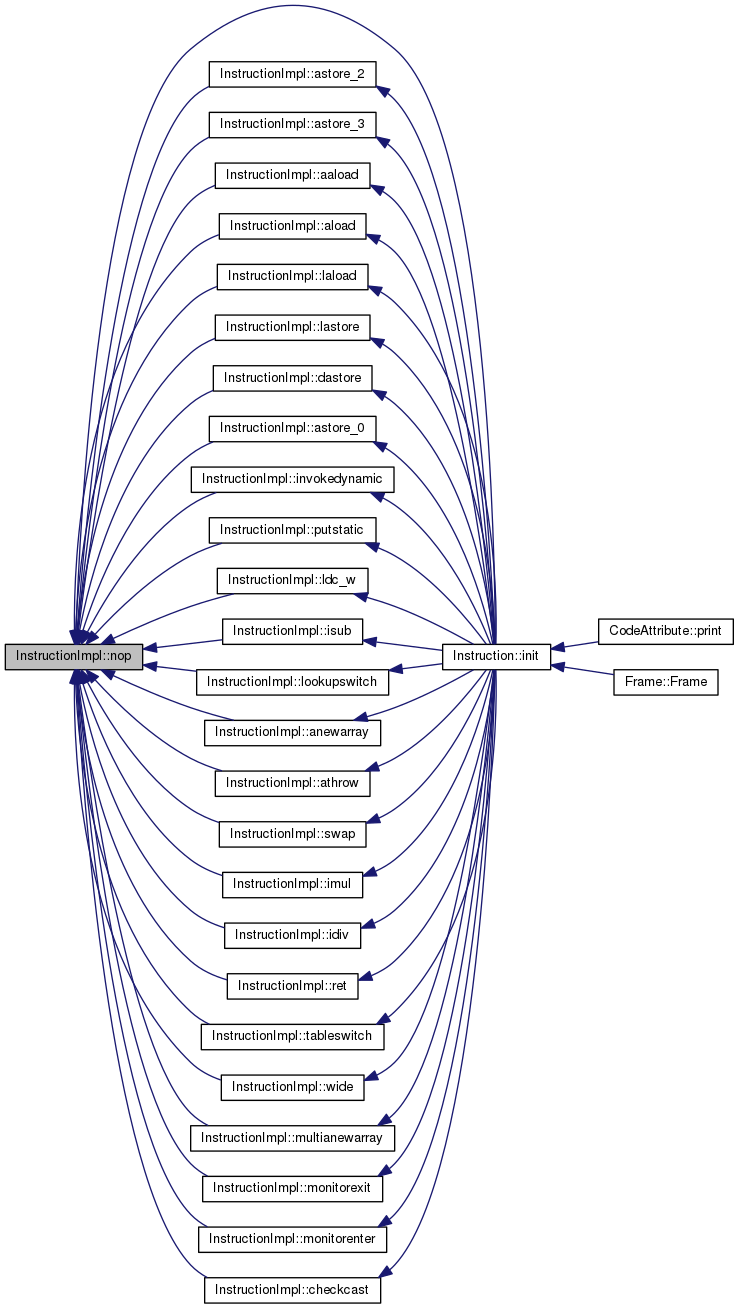 InstructionImpl::astore_2
InstructionImpl::astore_3
InstructionImpl::aaload
InstructionImpl::aload
InstructionImpl::laload
InstructionImpl::lastore
InstructionImpl::dastore
InstructionImpl::astore_0
InstructionImpl::invokedynamic
InstructionImpl::putstatic
InstructionImpl::ldc_w
InstructionImpl::isub
CodeAttribute::print
InstructionImpl::nop
Instruction::init
InstructionImpl::lookupswitch
Frame::Frame
InstructionImpl::anewarray
InstructionImpl::athrow
InstructionImpl::swap
InstructionImpl::imul
InstructionImpl::idiv
InstructionImpl::ret
InstructionImpl::tableswitch
InstructionImpl::wide
InstructionImpl::multianewarray
InstructionImpl::monitorexit
InstructionImpl::monitorenter
InstructionImpl::checkcast